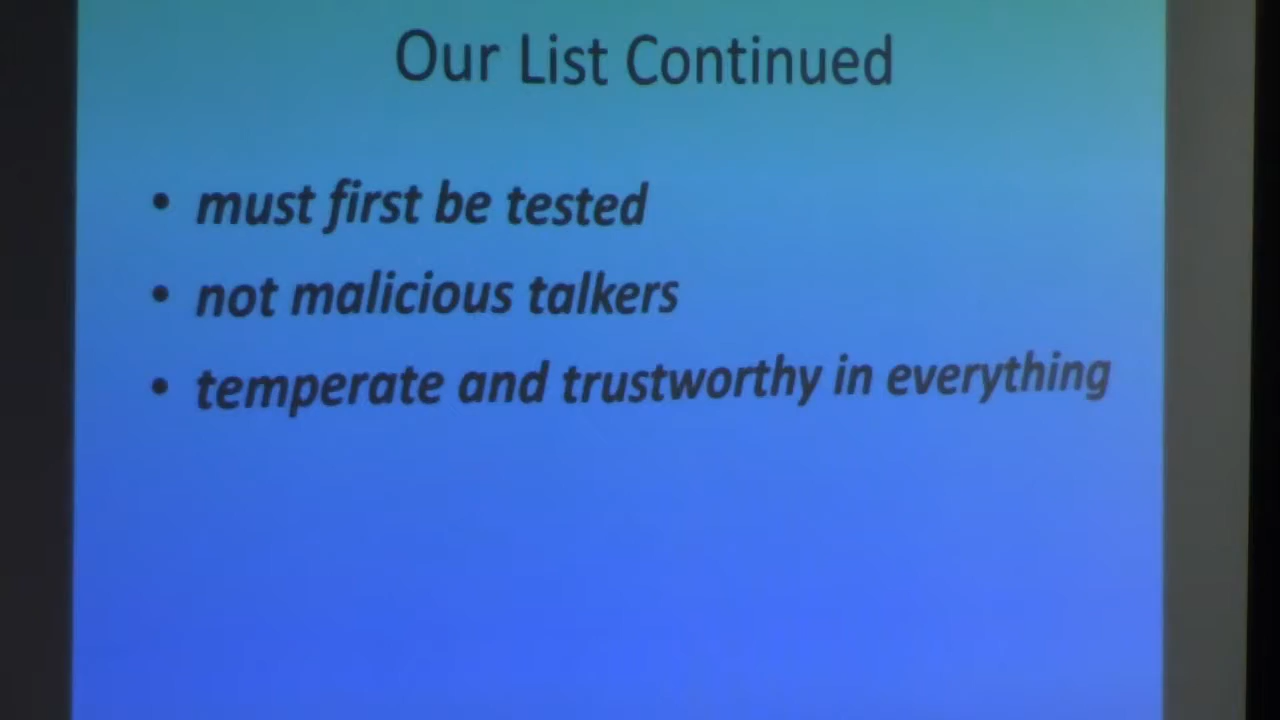 Our List Continued
• must first be tested
• not malicious talkers
• temperate and trustworthy in everything